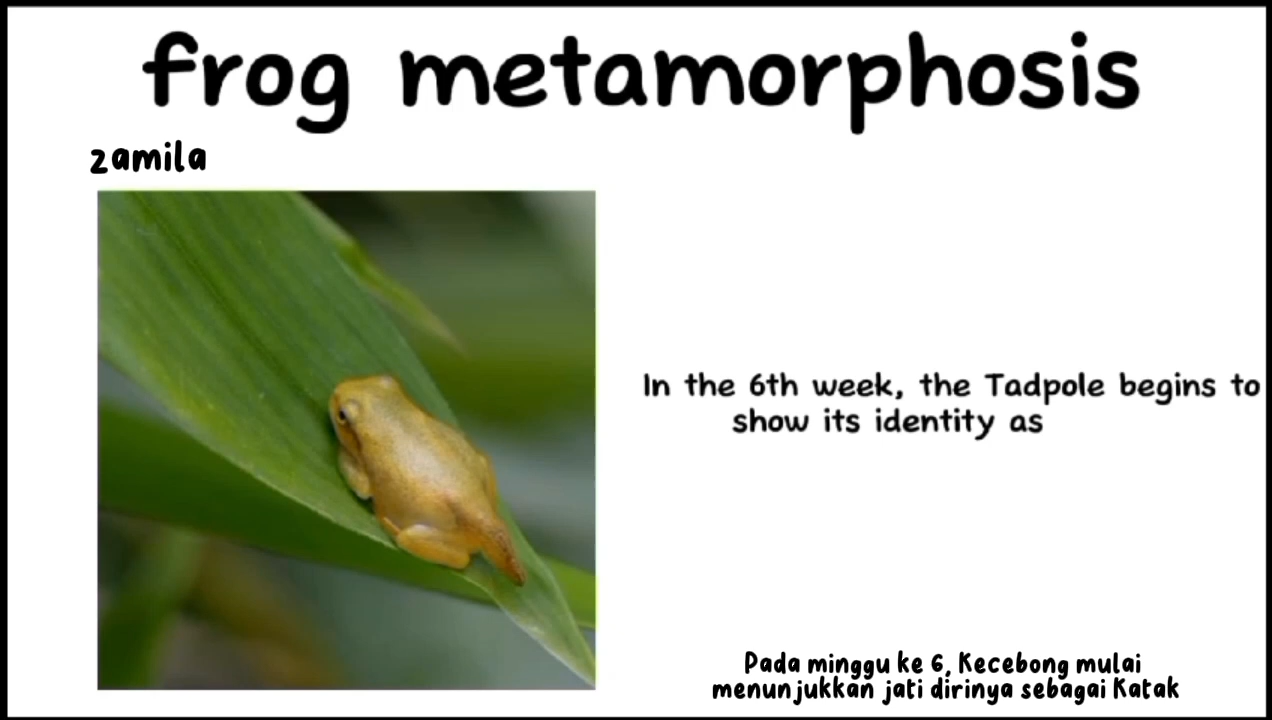 frog metamorphosis
zamila
In the 6th week, the Tadpole begins to
show its identity as
Pada minggu ke 6, Kecebong mulai
menunjukkan jati dirinya sebagai Katak